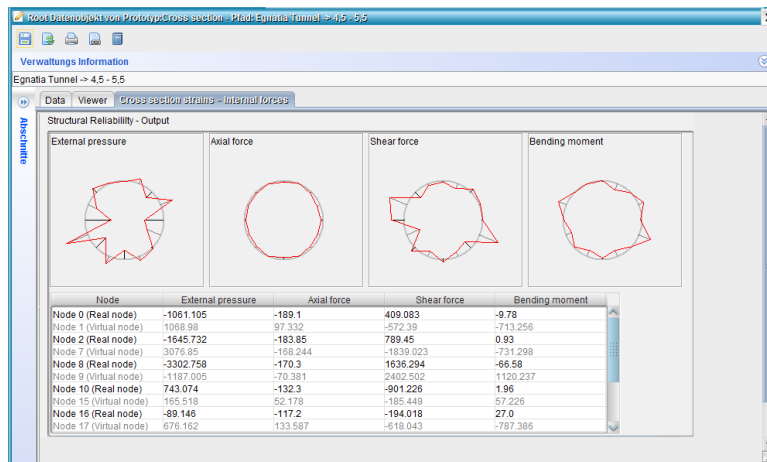 Root Datenobjekt von Prototyp:Cross section - Pfad: Egnatia Tunnel -> 4,5 - 5,5
Verwaltungs Information
Egnatia Tunnel -> 4,5 - 5,5
Data Viewer Cross section strains – Internal forces
Abschnitte
Structural Reliability - Output
External pressure Axial force Shear force Bending moment
Node External pressure Axial force Shear force Bending moment
Node 0 (Real node) -1061.105 -189.1 409.083 -9.78
Node 1 (Virtual node) 1068.98 97.332 -572.39 -713.256
Node 2 (Real node) -1645.732 -183.85 789.45 0.93
Node 7 (Virtual node) 3076.85 -168.244 -1839.023 -731.298
Node 8 (Real node) -3302.758 -170.3 1636.294 -66.58
Node 9 (Virtual node) -1187.005 -70.381 2402.502 1120.237
Node 10 (Real node) 743.074 -132.3 -901.226 1.96
Node 15 (Virtual node) 165.518 52.178 -185.449 57.226
Node 16 (Real node) -89.146 -117.2 -194.018 27.0
Node 17 (Virtual node) 676.162 133.587 -618.043 -787.386